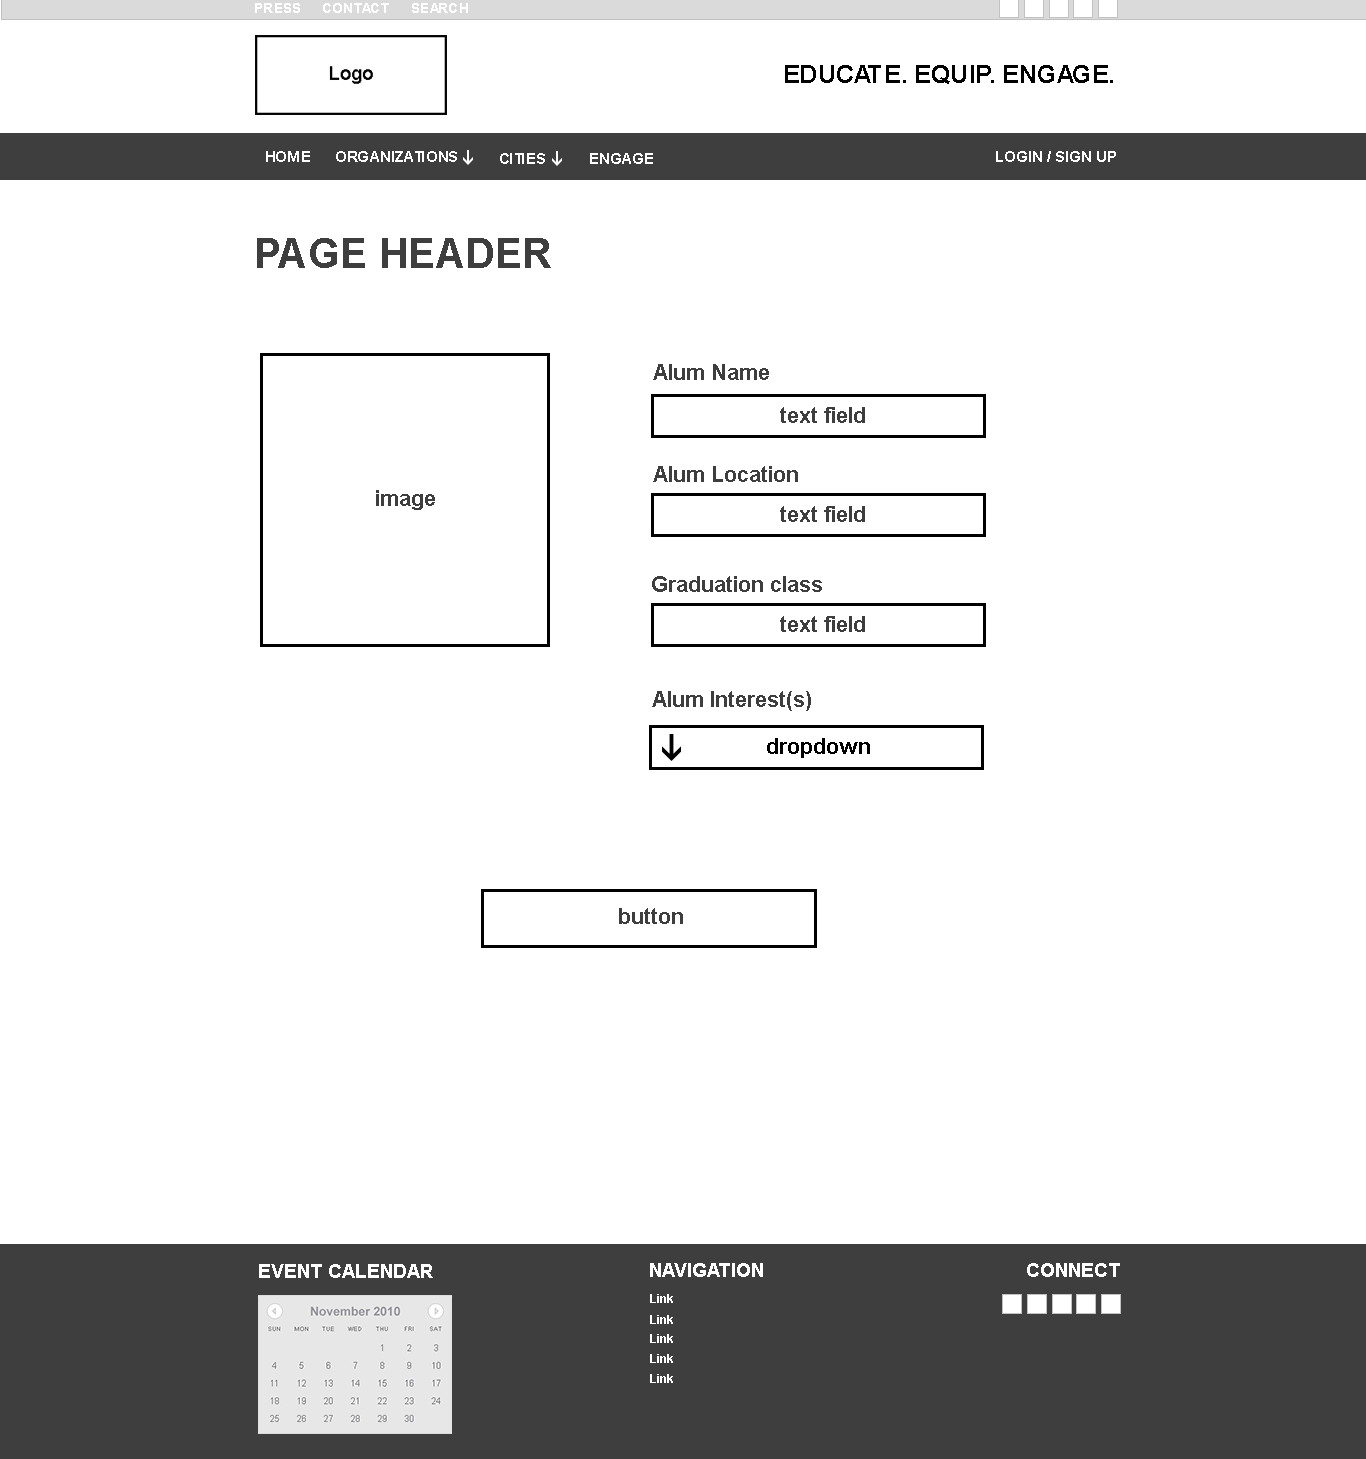 PRESS CONTACT SEARCH
Logo
EDUCATE. EQUIP. ENGAGE.
HOME ORGANIZATIONS CITIES ENGAGE LOGIN / SIGN UP
PAGE HEADER
image
Alum Name
text field
Alum Location
text field
Graduation class
text field
Alum Interest(s)
dropdown
button
EVENT CALENDAR
November 2010
SUN MON TUE WED THU FRI SAT
1 2 3
4 5 6 7 8 9 10
11 12 13 14 15 16 17
18 19 20 21 22 23 24
25 26 27 28 29 30
NAVIGATION
Link
Link
Link
Link
Link
CONNECT